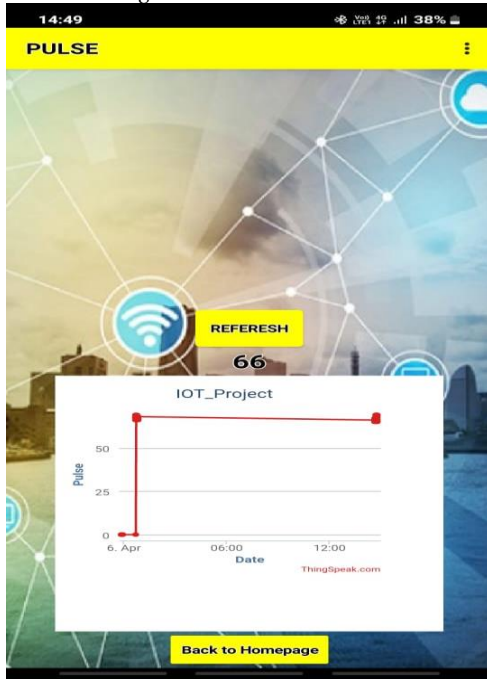 14:49
38%
PULSE
REFERESH
66
IOT_Project
50
25
0
Pulse
6. Apr
06:00
12:00
Date
ThingSpeak.com
Back to Homepage